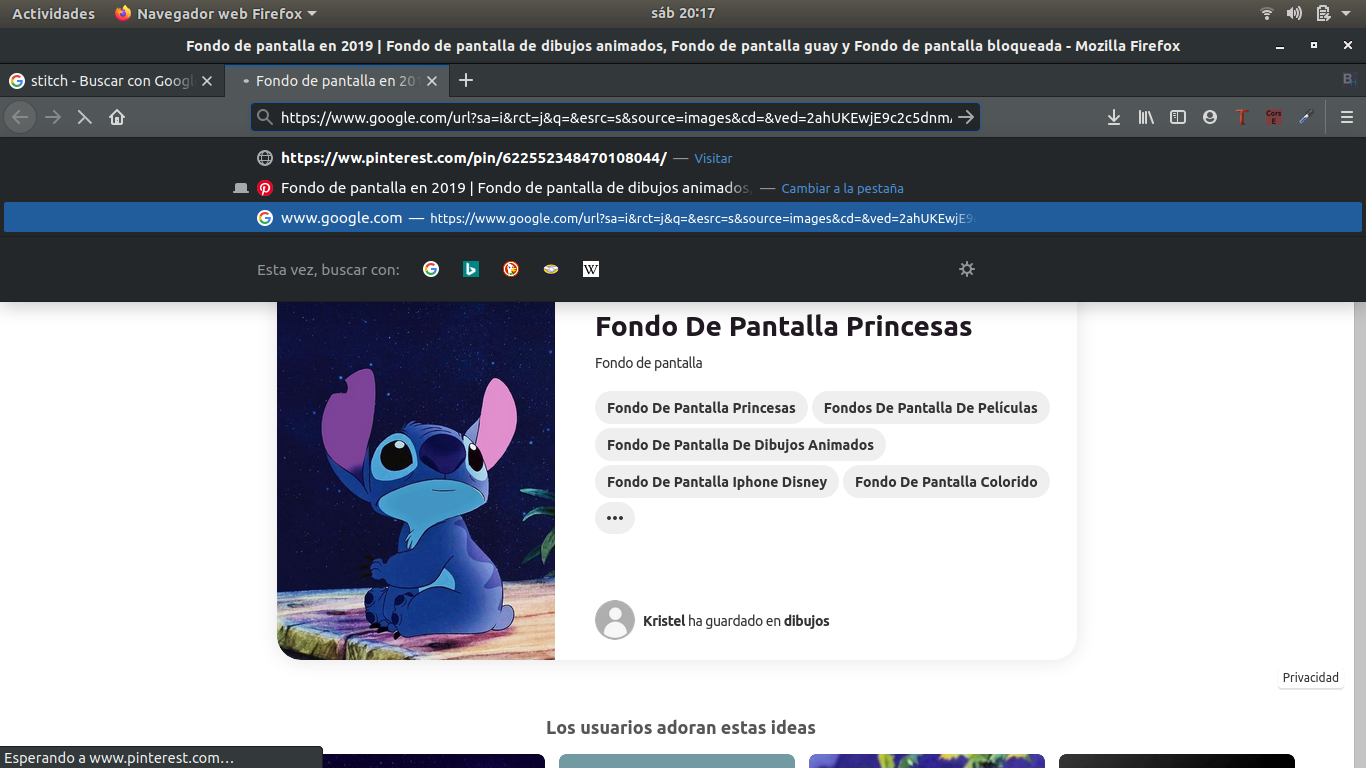 Actividades Navegador web Firefox sáb 20:17
Fondo de pantalla en 2019 | Fondo de pantalla de dibujos animados, Fondo de pantalla guay y Fondo de pantalla bloqueada - Mozilla Firefox
stitch - Buscar con Googl Fondo de pantalla en 201
https://www.google.com/url?sa=i&rct=j&q=&esrc=s&source=images&cd=&ved=2ahUKEwjE9c2c5dnm
https://ww.pinterest.com/pin/622552348470108044/ — Visitar
Fondo de pantalla en 2019 | Fondo de pantalla de dibujos animados, — Cambiar a la pestaña
www.google.com — https://www.google.com/url?sa=i&rct=j&q=&esrc=s&source=images&cd=&ved=2ahUKEwjE9
Esta vez, buscar con:
Fondo De Pantalla Princesas
Fondo de pantalla
Fondo De Pantalla Princesas Fondos De Pantalla De Películas
Fondo De Pantalla De Dibujos Animados
Fondo De Pantalla Iphone Disney Fondo De Pantalla Colorido
•••
Kristel ha guardado en dibujos
Privacidad
Los usuarios adoran estas ideas
Esperando a www.pinterest.com…